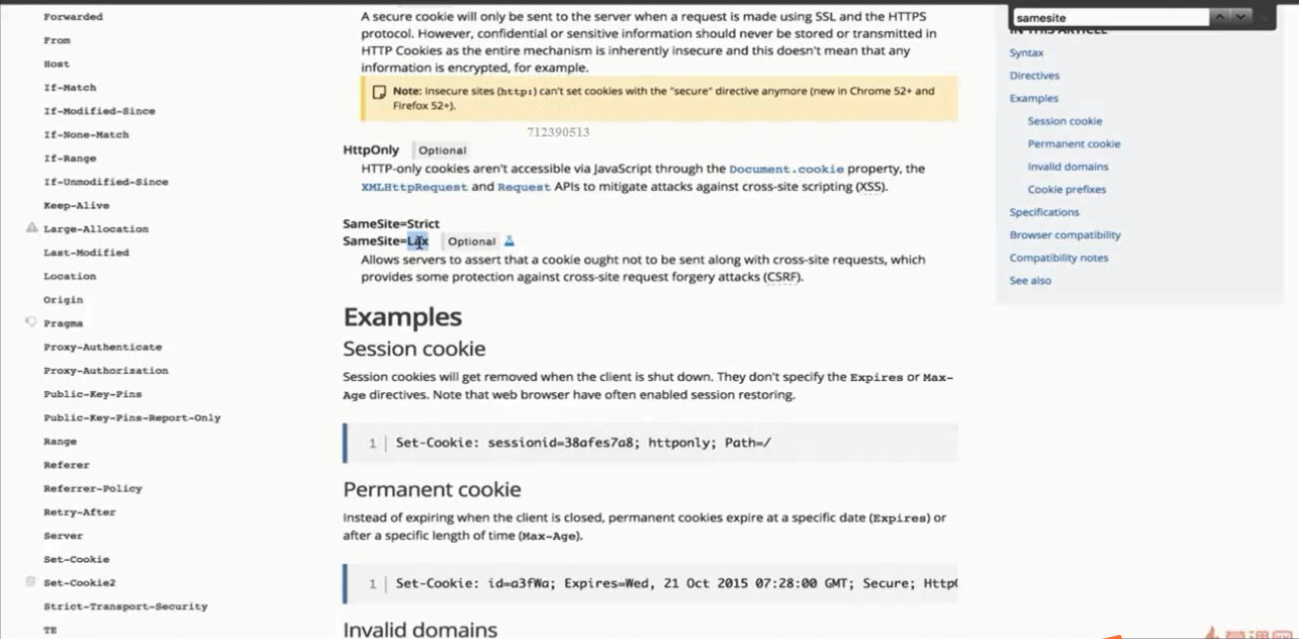 Forwarded
From
Host
If-Match
If-Modified-Since
If-None-Match
If-Range
If-Unmodified-Since
Keep-Alive
Large-Allocation
Last-Modified
Location
Origin
Pragma
Proxy-Authenticate
Proxy-Authorization
Public-Key-Pins
Public-Key-Pins-Report-Only
Range
Referer
Referrer-Policy
Retry-After
Server
Set-Cookie
Set-Cookie2
Strict-Transport-Security
TE
A secure cookie will only be sent to the server when a request is made using SSL and the HTTPS
protocol. However, confidential or sensitive information should never be stored or transmitted in
HTTP Cookies as the entire mechanism is inherently insecure and this doesn't mean that any
information is encrypted, for example.
Note: Insecure sites (http:) can't set cookies with the "secure" directive anymore (new in Chrome 52+ and
Firefox 52+).
712390513
HttpOnly Optional
HTTP-only cookies aren't accessible via JavaScript through the Document.cookie property, the
XMLHttpRequest and Request APIs to mitigate attacks against cross-site scripting (XSS).
SameSite=Strict
SameSite=Lax Optional
Allows servers to assert that a cookie ought not to be sent along with cross-site requests, which
provides some protection against cross-site request forgery attacks (CSRF).
Examples
Session cookie
Session cookies will get removed when the client is shut down. They don't specify the Expires or Max-
Age directives. Note that web browser have often enabled session restoring.
1 Set-Cookie: sessionid=38afes7a8; httponly; Path=/
Permanent cookie
Instead of expiring when the client is closed, permanent cookies expire at a specific date (Expires) or
after a specific length of time (Max-Age).
1 Set-Cookie: id=a3fWa; Expires=Wed, 21 Oct 2015 07:28:00 GMT; Secure; Http
Invalid domains
samesite
IN THIS ARTICLE
Syntax
Directives
Examples
Session cookie
Permanent cookie
Invalid domains
Cookie prefixes
Specifications
Browser compatibility
Compatibility notes
See also